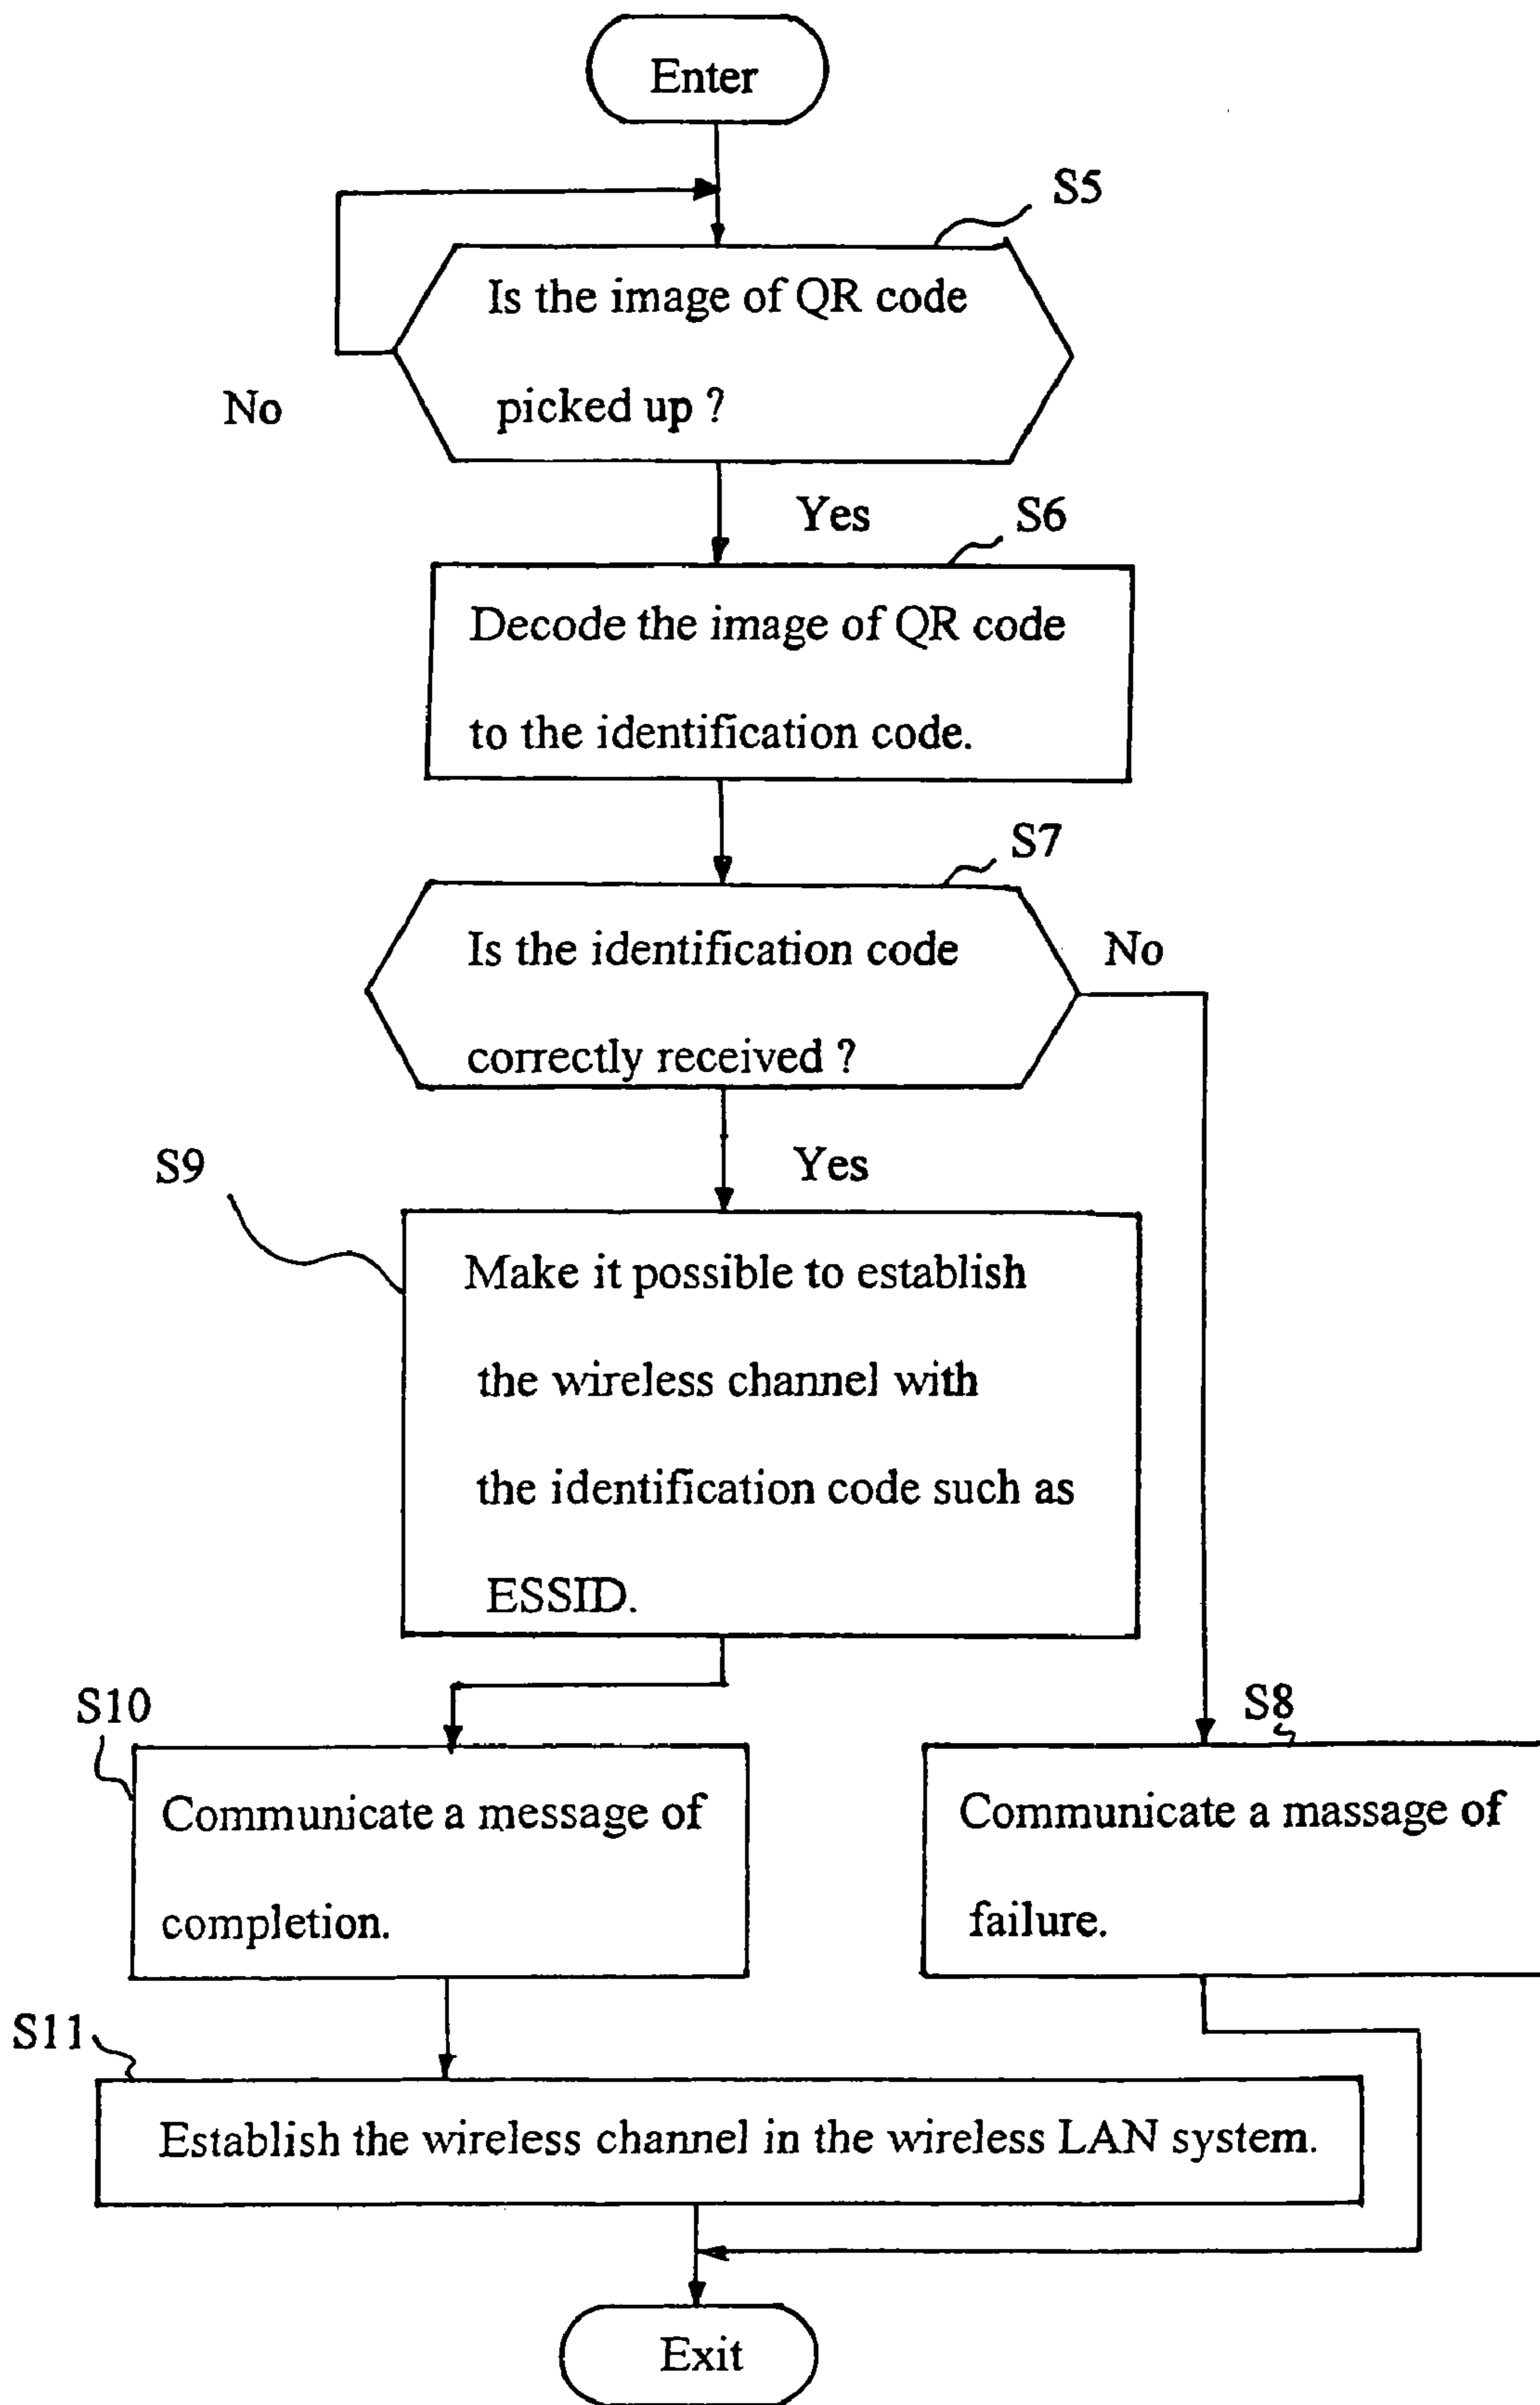 Enter
S5
Is the image of QR code
picked up ?
No
Yes
S6
Decode the image of QR code
to the identification code.
S7
Is the identification code
correctly received ?
No
Yes
S9
Make it possible to establish
the wireless channel with
the identification code such as
ESSID.
S10
Communicate a message of
completion.
S8
Communicate a massage of
failure.
S11
Establish the wireless channel in the wireless LAN system.
Exit